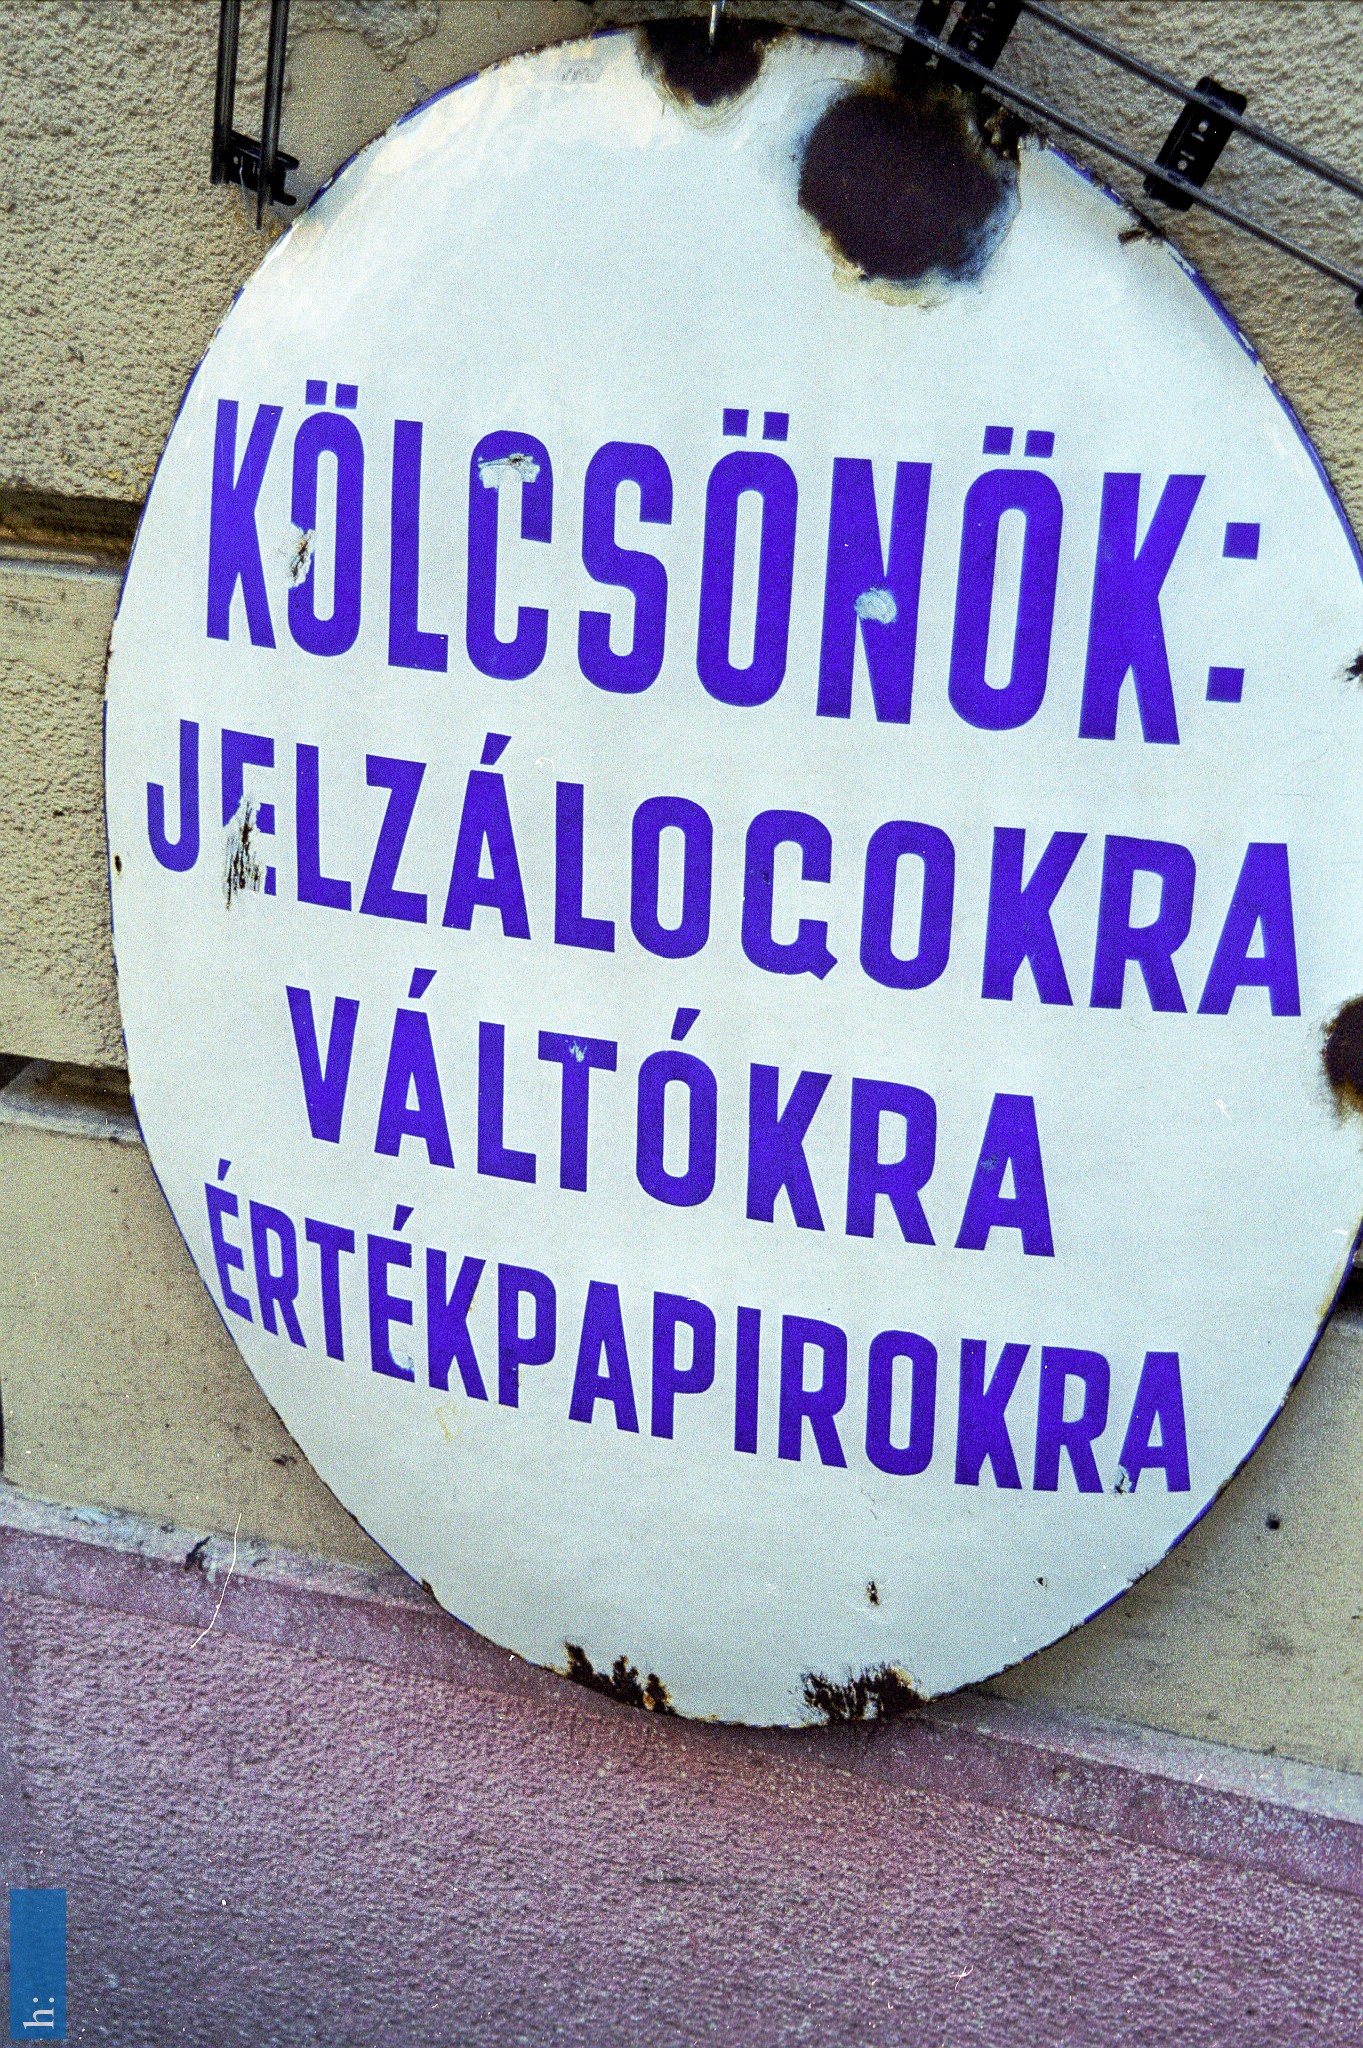 KÖLCSÖNÖK:
JELZÁLOGOKRA
VÁLTÓKRA
ÉRTÉKPAPIROKRA
h: